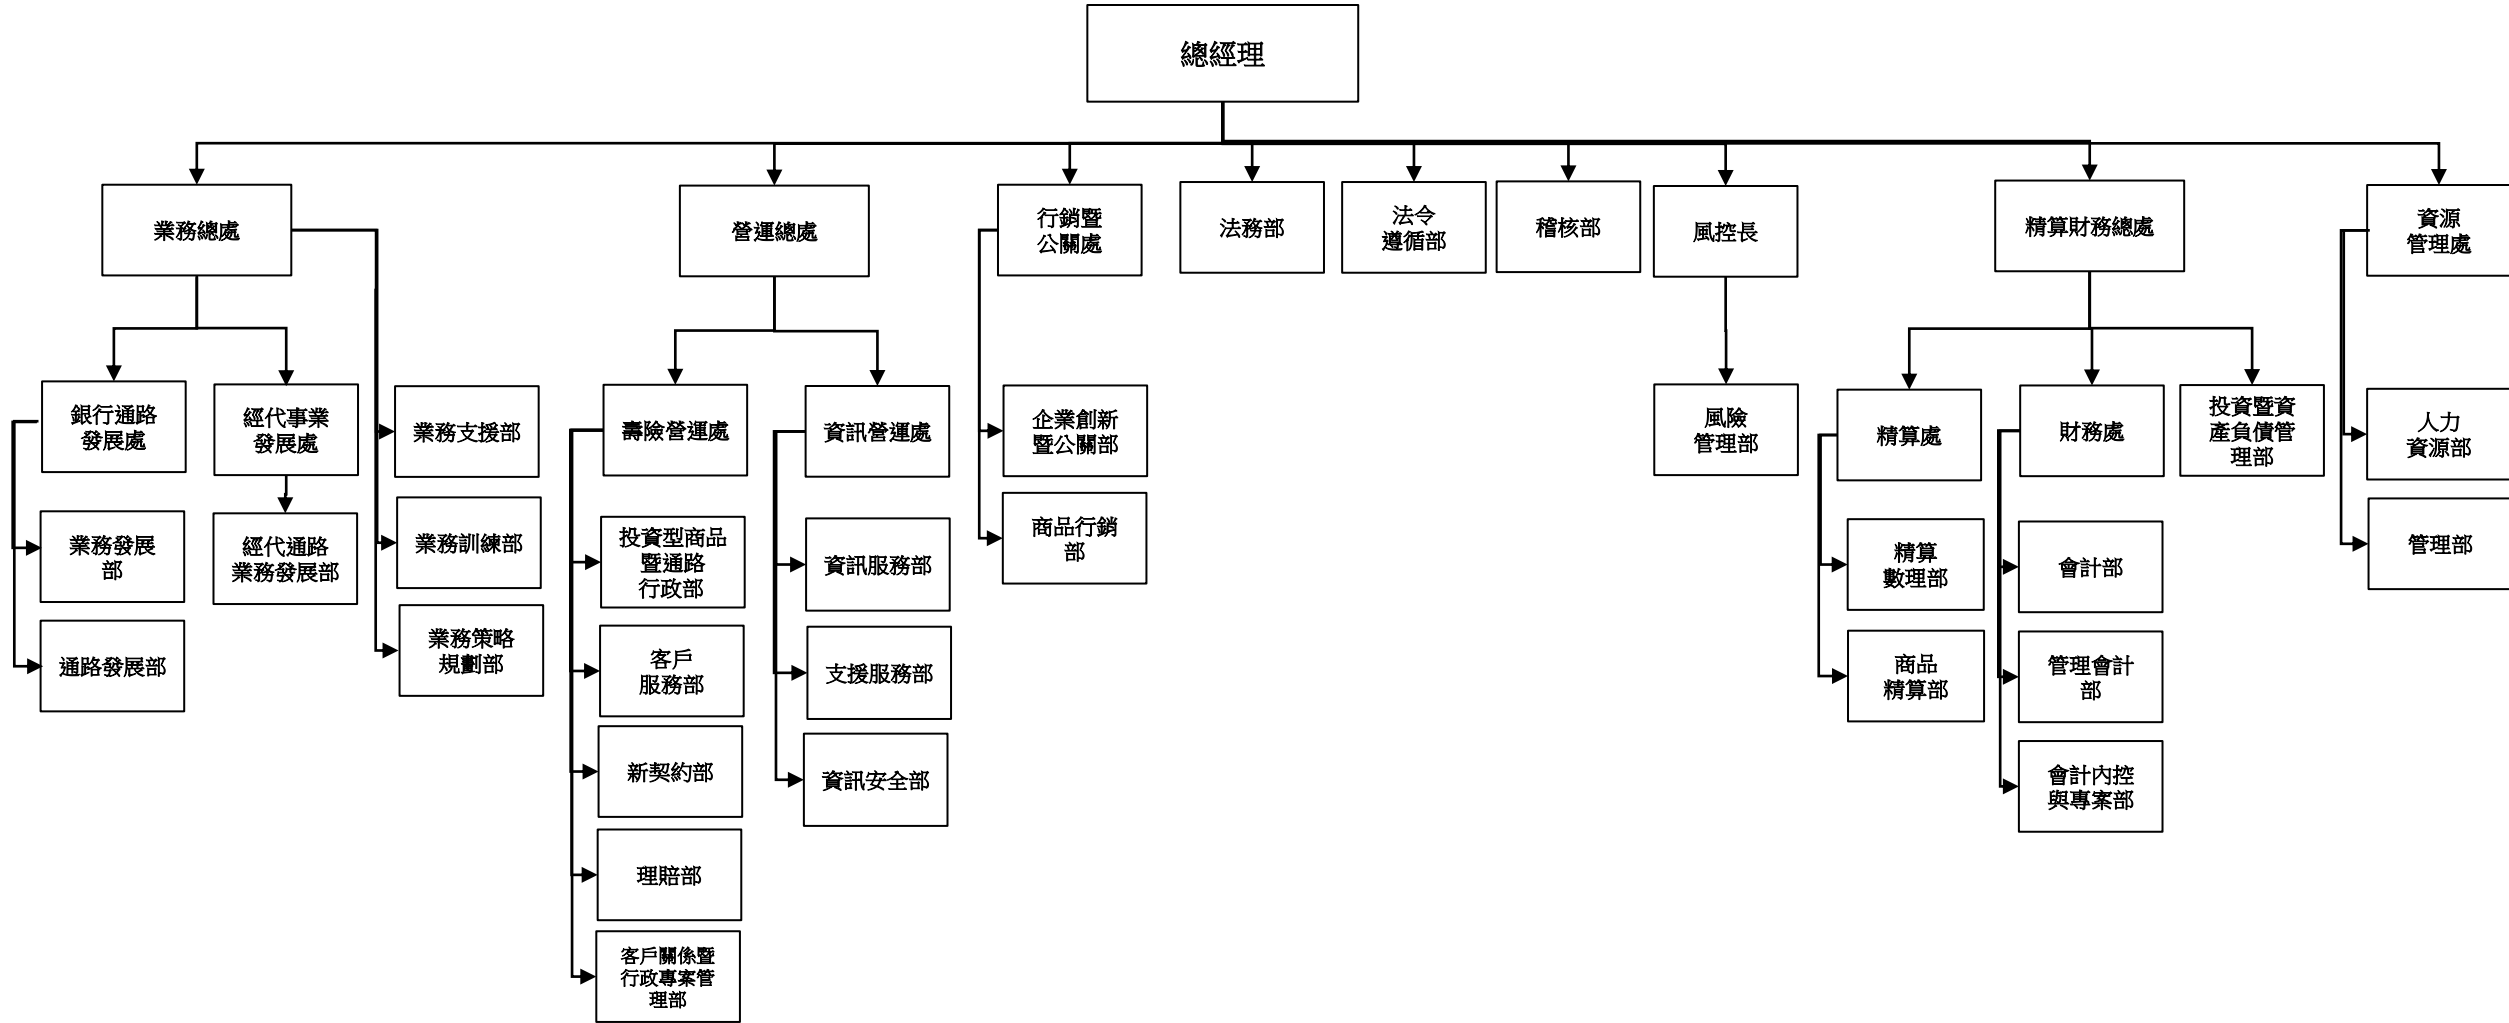 總經理
業務總處
營運總處
行銷暨
公關處
法務部
法令
遵循部
稽核部
風控長
精算財務總處
資源
管理處
銀行通路
發展處
經代事業
發展處
業務支援部
壽險營運處
資訊營運處
企業創新
暨公關部
風險
管理部
精算處
財務處
投資暨資
產負債管
理部
人力
資源部
業務發展
部
經代通路
業務發展部
業務訓練部
投資型商品
暨通路
行政部
資訊服務部
商品行銷
部
精算
數理部
會計部
管理部
通路發展部
業務策略
規劃部
客戶
服務部
支援服務部
商品
精算部
管理會計
部
新契約部
資訊安全部
會計內控
與專案部
理賠部
客戶關係暨
行政專案管
理部